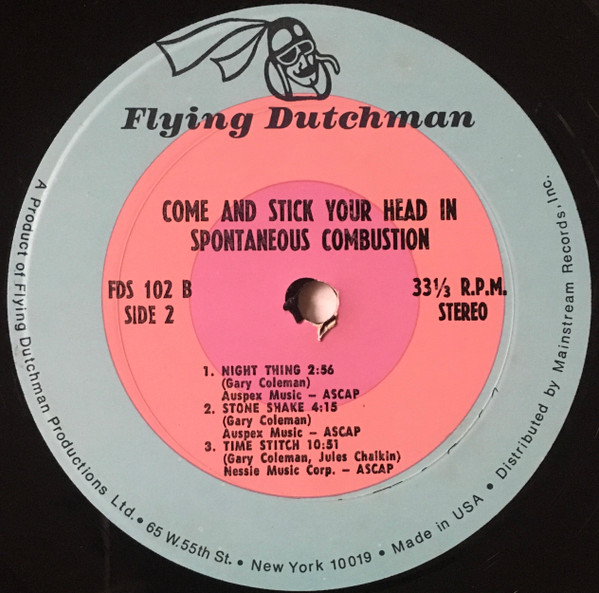 Flying Dutchman
COME AND STICK YOUR HEAD IN
SPONTANEOUS COMBUSTION
FDS 102 B
SIDE 2
33⅓ R.P.M.
STEREO
1. NIGHT THING 2:56
(Gary Coleman)
Auspex Music – ASCAP
2. STONE SHAKE 4:15
(Gary Coleman)
Auspex Music – ASCAP
3. TIME STITCH 10:51
(Gary Coleman, Jules Chaikin)
Nessie Music Corp. – ASCAP
A Product of Flying Dutchman Productions Ltd. • 65 W. 55th St. • New York 10019 • Made in USA • Distributed by Mainstream Records, Inc.